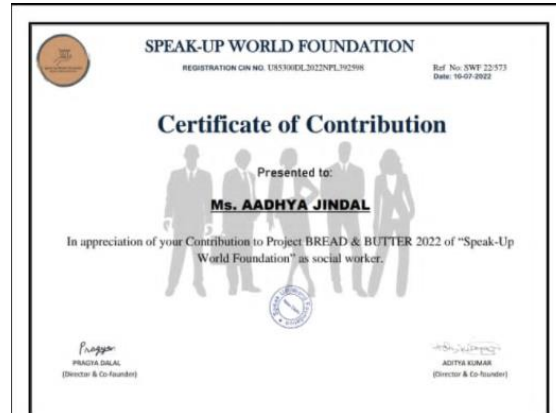 SPEAK-UP WORLD FOUNDATION
REGISTRATION CIN NO. U85300DL2022NPL392598
Ref No: SWF 22/573
Date: 10-07-2022
Certificate of Contribution
Presented to:
Ms. AADHYA JINDAL
In appreciation of your Contribution to Project BREAD & BUTTER 2022 of “Speak-Up
World Foundation” as social worker.
Pragya
PRAGYA DALAL
(Director & Co-founder)
ADITYA KUMAR
(Director & Co-founder)